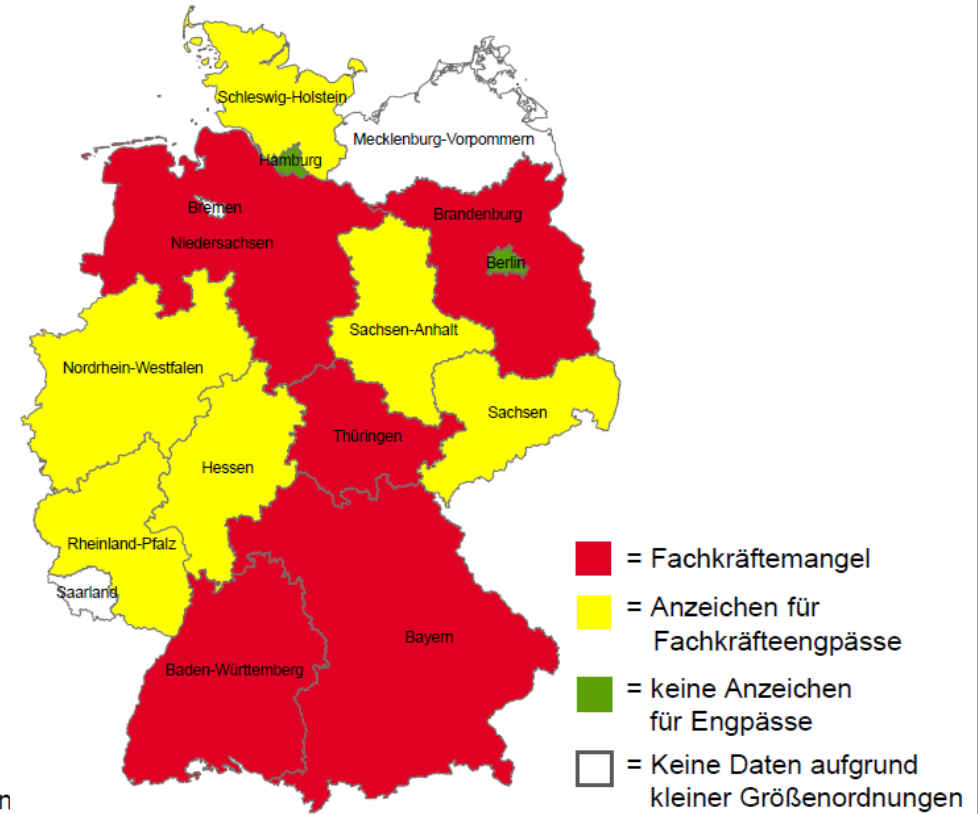 Schleswig-Holstein
Mecklenburg-Vorpommern
Hamburg
Bremen
Brandenburg
Niedersachsen
Berlin
Sachsen-Anhalt
Nordrhein-Westfalen
Sachsen
Thüringen
Hessen
Rheinland-Pfalz
Saarland
Bayern
Baden-Württemberg
= Fachkräftemangel
= Anzeichen für
Fachkräfteengpässe
= keine Anzeichen
für Engpässe
= Keine Daten aufgrund
kleiner Größenordnungen
n